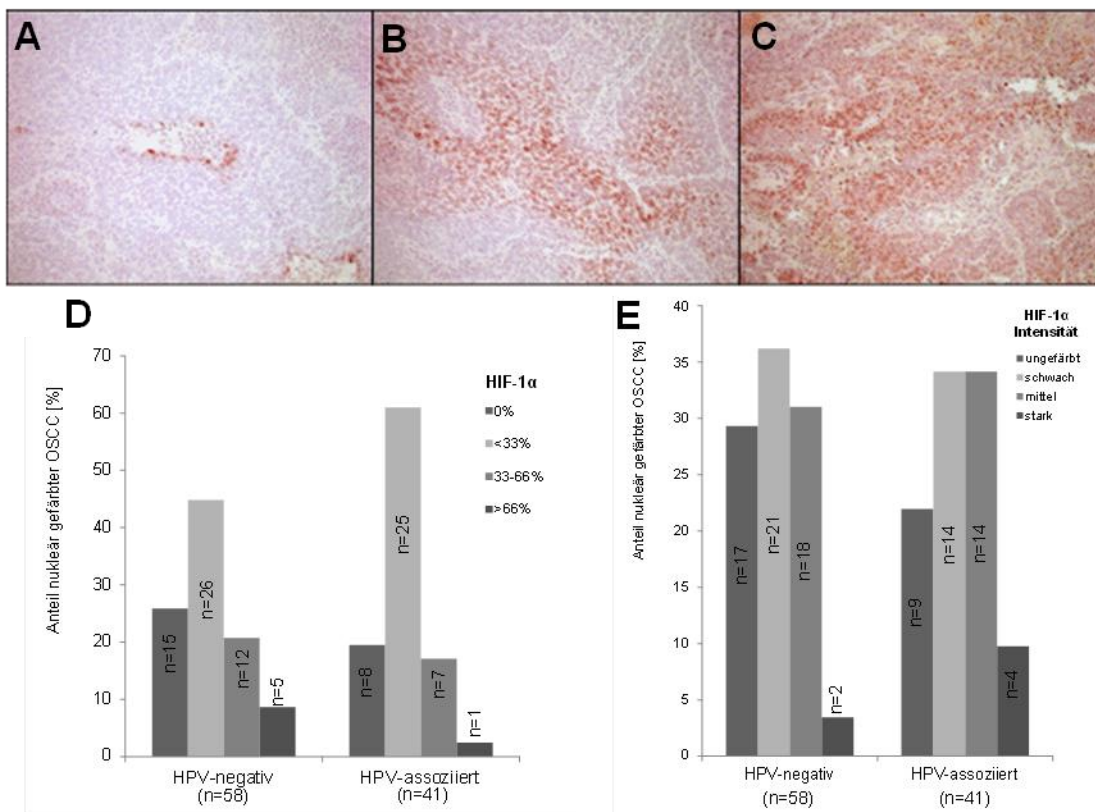 A
B
C
D
Anteil nukleär gefärbter OSCC [%]
70
60
50
40
30
20
10
0
HIF-1α
0%
<33%
33-66%
>66%
n=15
n=26
n=12
n=5
n=8
n=25
n=7
n=1
HPV-negativ
(n=58)
HPV-assoziiert
(n=41)
E
Anteil nukleär gefärbter OSCC [%]
40
35
30
25
20
15
10
5
0
HIF-1α
Intensität
ungefärbt
schwach
mittel
stark
n=17
n=21
n=18
n=2
n=9
n=14
n=14
n=4
HPV-negativ
(n=58)
HPV-assoziiert
(n=41)